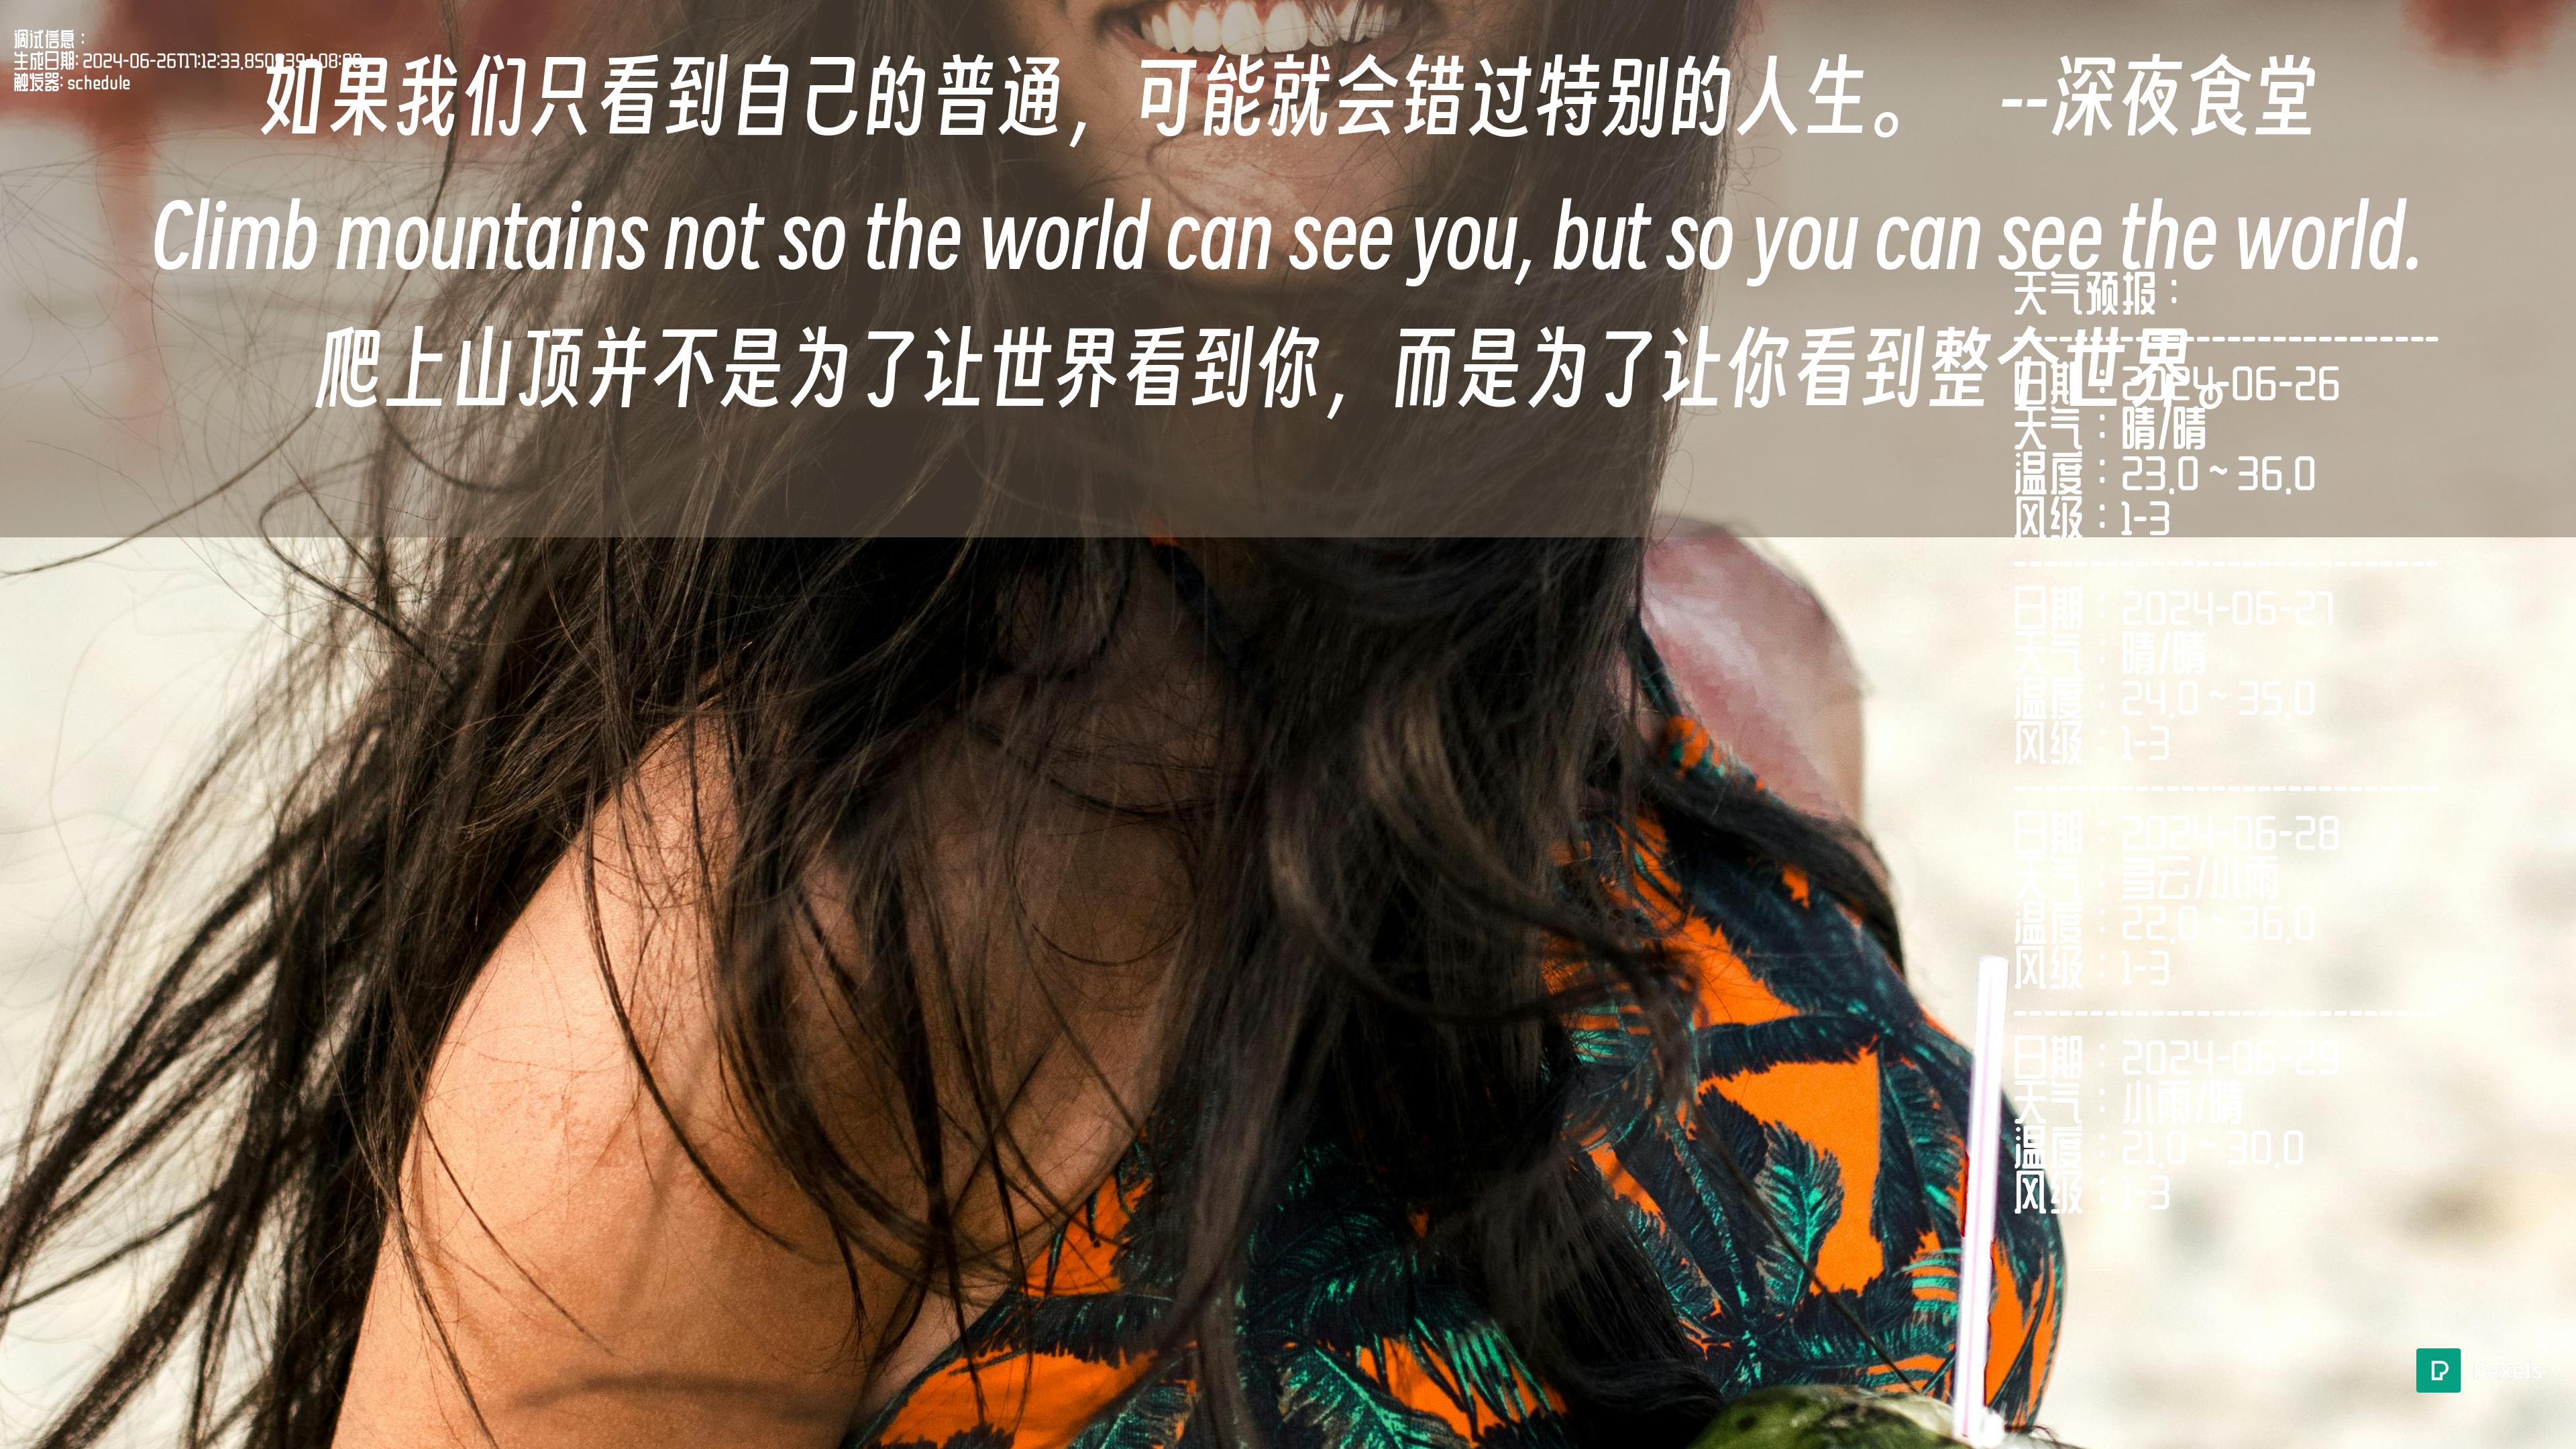 调试信息：
生成日期: 2024-06-26T17:12:33.850
触发器: schedule
如果我们只看到自己的普通，可能就会错过特别的人生。 --深夜食堂
Climb mountains not so the world can see you, but so you can see the world.
爬上山顶并不是为了让世界看到你，而是为了让你看到整个世界。
天气预报：
日期：2024-06-26
天气：晴/晴
温度：23.0 ~ 36.0
风级：1-3
日期：2024-06-27
天气：晴/晴
温度：24.0 ~ 35.0
风级：1-3
日期：2024-06-28
天气：多云/小雨
温度：22.0 ~ 36.0
风级：1-3
日期：2024-06-29
天气：小雨/晴
温度：21.0 ~ 30.0
风级：1-3
Pexels